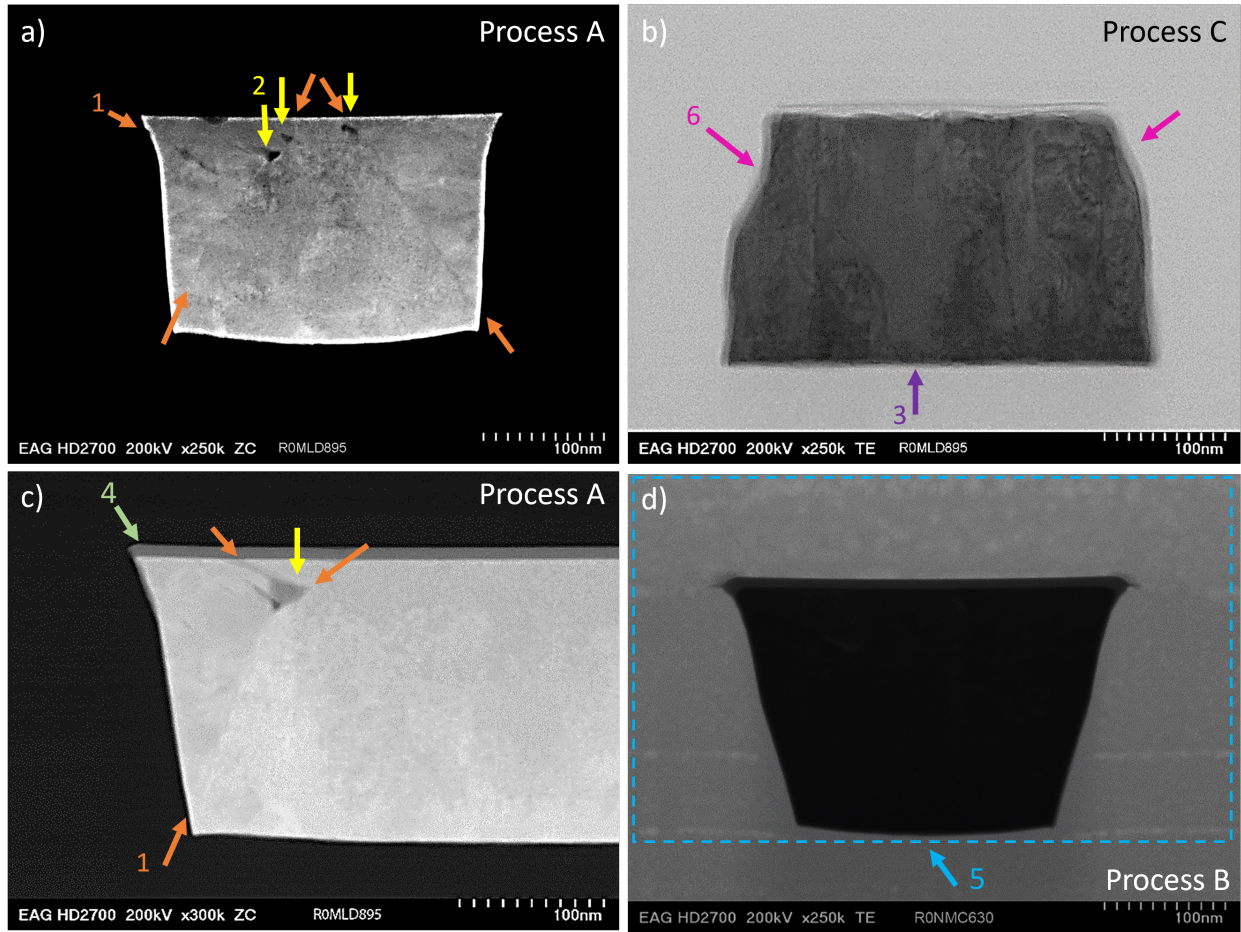 a)
Process A
1
2
EAG HD2700 200kV x250k ZC R0MLD895
100nm
b)
Process C
6
3
EAG HD2700 200kV x250k TE R0MLD895
100nm
c)
Process A
4
1
EAG HD2700 200kV x300k ZC R0MLD895
100nm
d)
5
Process B
EAG HD2700 200kV x250k TE R0NMC630
100nm